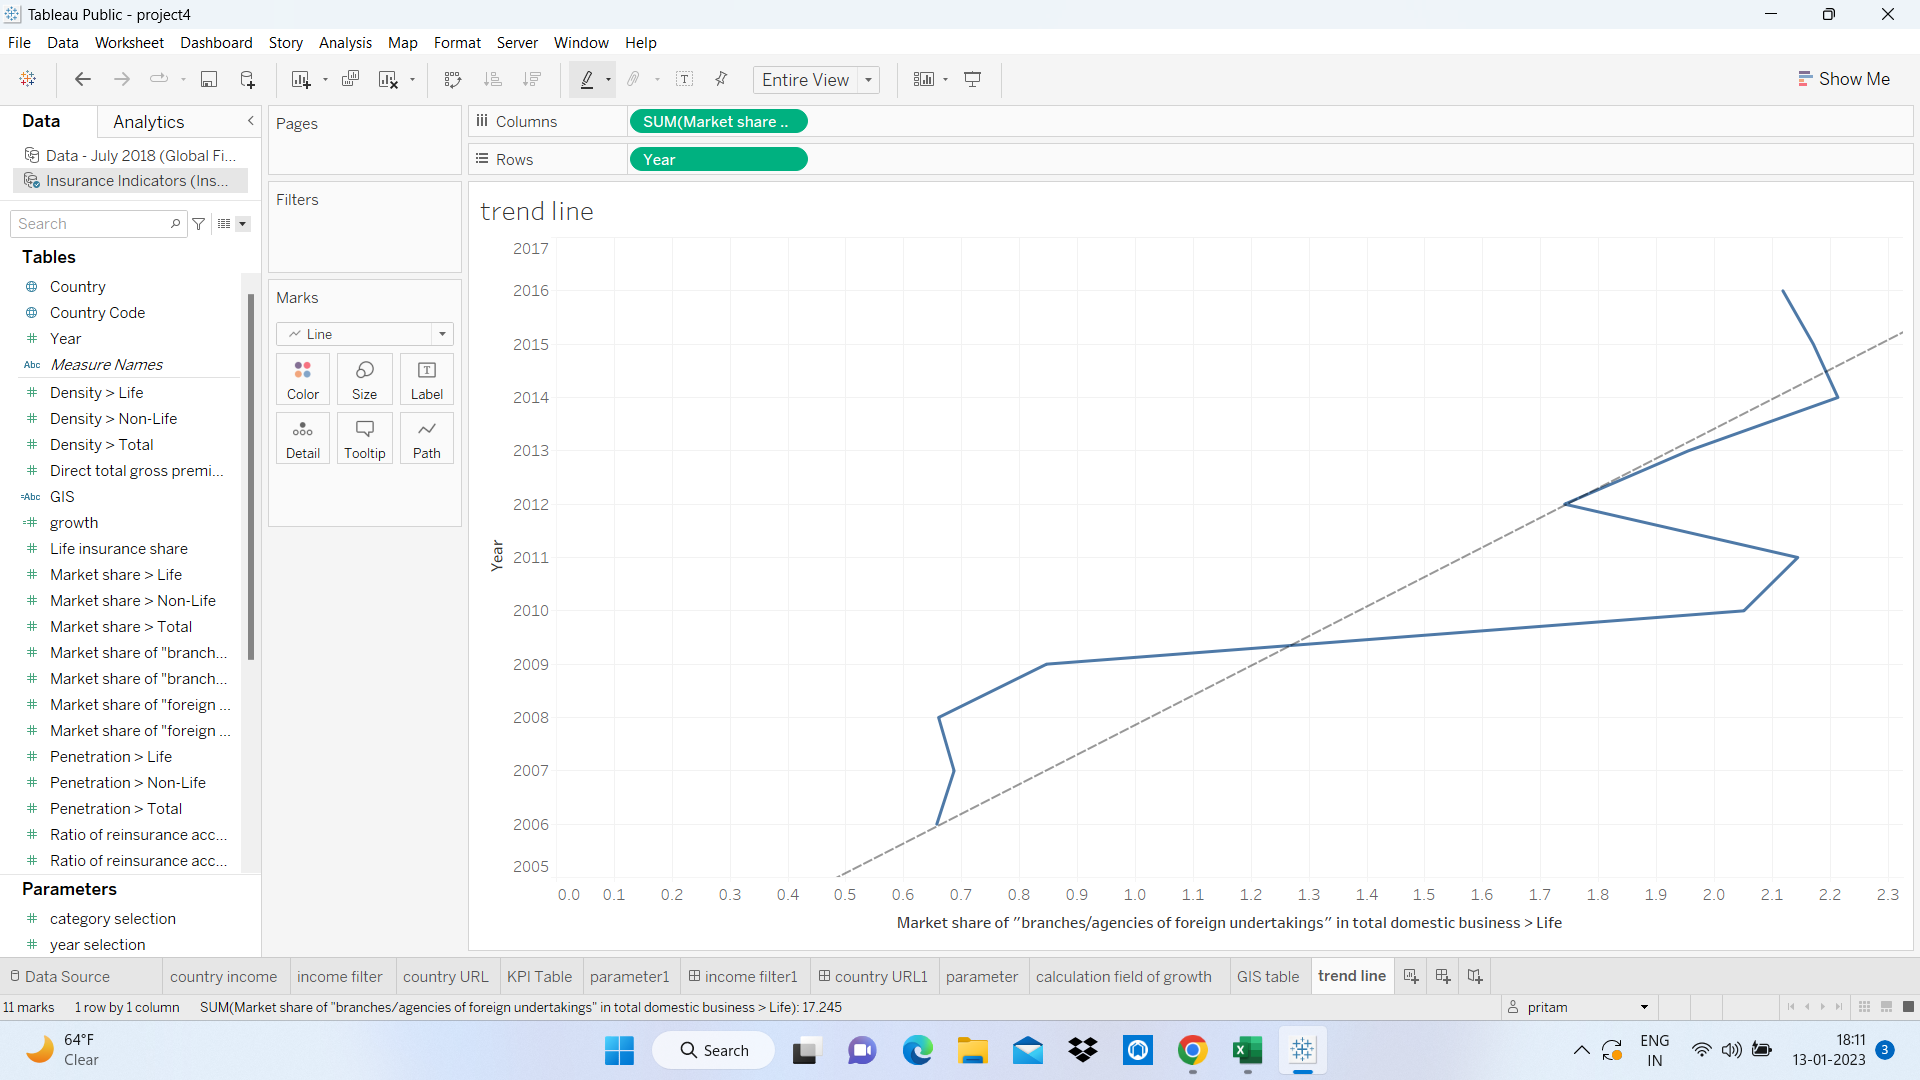 Tableau Public - project4
File Data Worksheet Dashboard Story Analysis Map Format Server Window Help
Entire View
Show Me
Data Analytics
Data - July 2018 (Global Fi...
Insurance Indicators (Ins...
Search
Tables
Country
Country Code
Year
Abc Measure Names
Density > Life
Density > Non-Life
Density > Total
Direct total gross premi...
=Abc GIS
growth
Life insurance share
Market share > Life
Market share > Non-Life
Market share > Total
Market share of "branch...
Market share of "branch...
Market share of "foreign ...
Market share of "foreign ...
Penetration > Life
Penetration > Non-Life
Penetration > Total
Ratio of reinsurance acc...
Ratio of reinsurance acc...
Parameters
category selection
year selection
Pages
Filters
Marks
Line
Color Size Label
Detail Tooltip Path
Columns SUM(Market share ..
Rows Year
trend line
2017
2016
2015
2014
2013
2012
2011
2010
2009
2008
2007
2006
2005
Year
0.0 0.1 0.2 0.3 0.4 0.5 0.6 0.7 0.8 0.9 1.0 1.1 1.2 1.3 1.4 1.5 1.6 1.7 1.8 1.9 2.0 2.1 2.2 2.3
Market share of "branches/agencies of foreign undertakings" in total domestic business > Life
Data Source country income income filter country URL KPI Table parameter1 income filter1 country URL1 parameter calculation field of growth GIS table trend line
11 marks 1 row by 1 column SUM(Market share of "branches/agencies of foreign undertakings" in total domestic business > Life): 17.245 pritam
64°F
Clear
Search
ENG
IN
18:11
13-01-2023
3